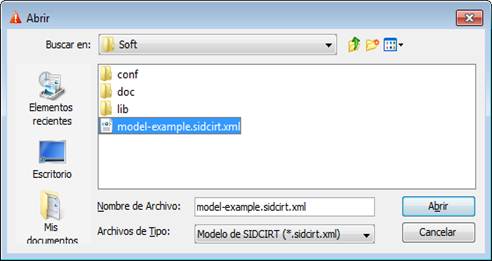 Abrir
Buscar en: Soft
conf
doc
lib
model-example.sidcirt.xml
Elementos
recientes
Escritorio
Mis
documentos
Nombre de Archivo: model-example.sidcirt.xml
Abrir
Archivos de Tipo: Modelo de SIDCIRT (*.sidcirt.xml)
Cancelar